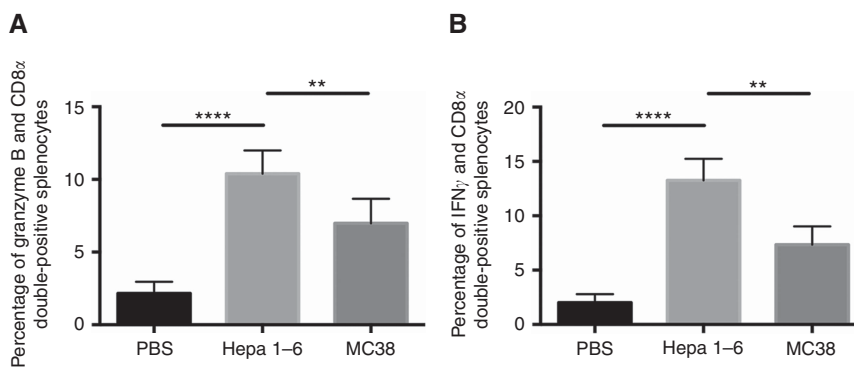 A
Percentage of granzyme B and CD8α
double-positive splenocytes
15
10
5
0
****
**
PBS
Hepa 1–6
MC38
B
Percentage of IFNγ and CD8α
double-positive splenocytes
20
15
10
5
0
****
**
PBS
Hepa 1–6
MC38